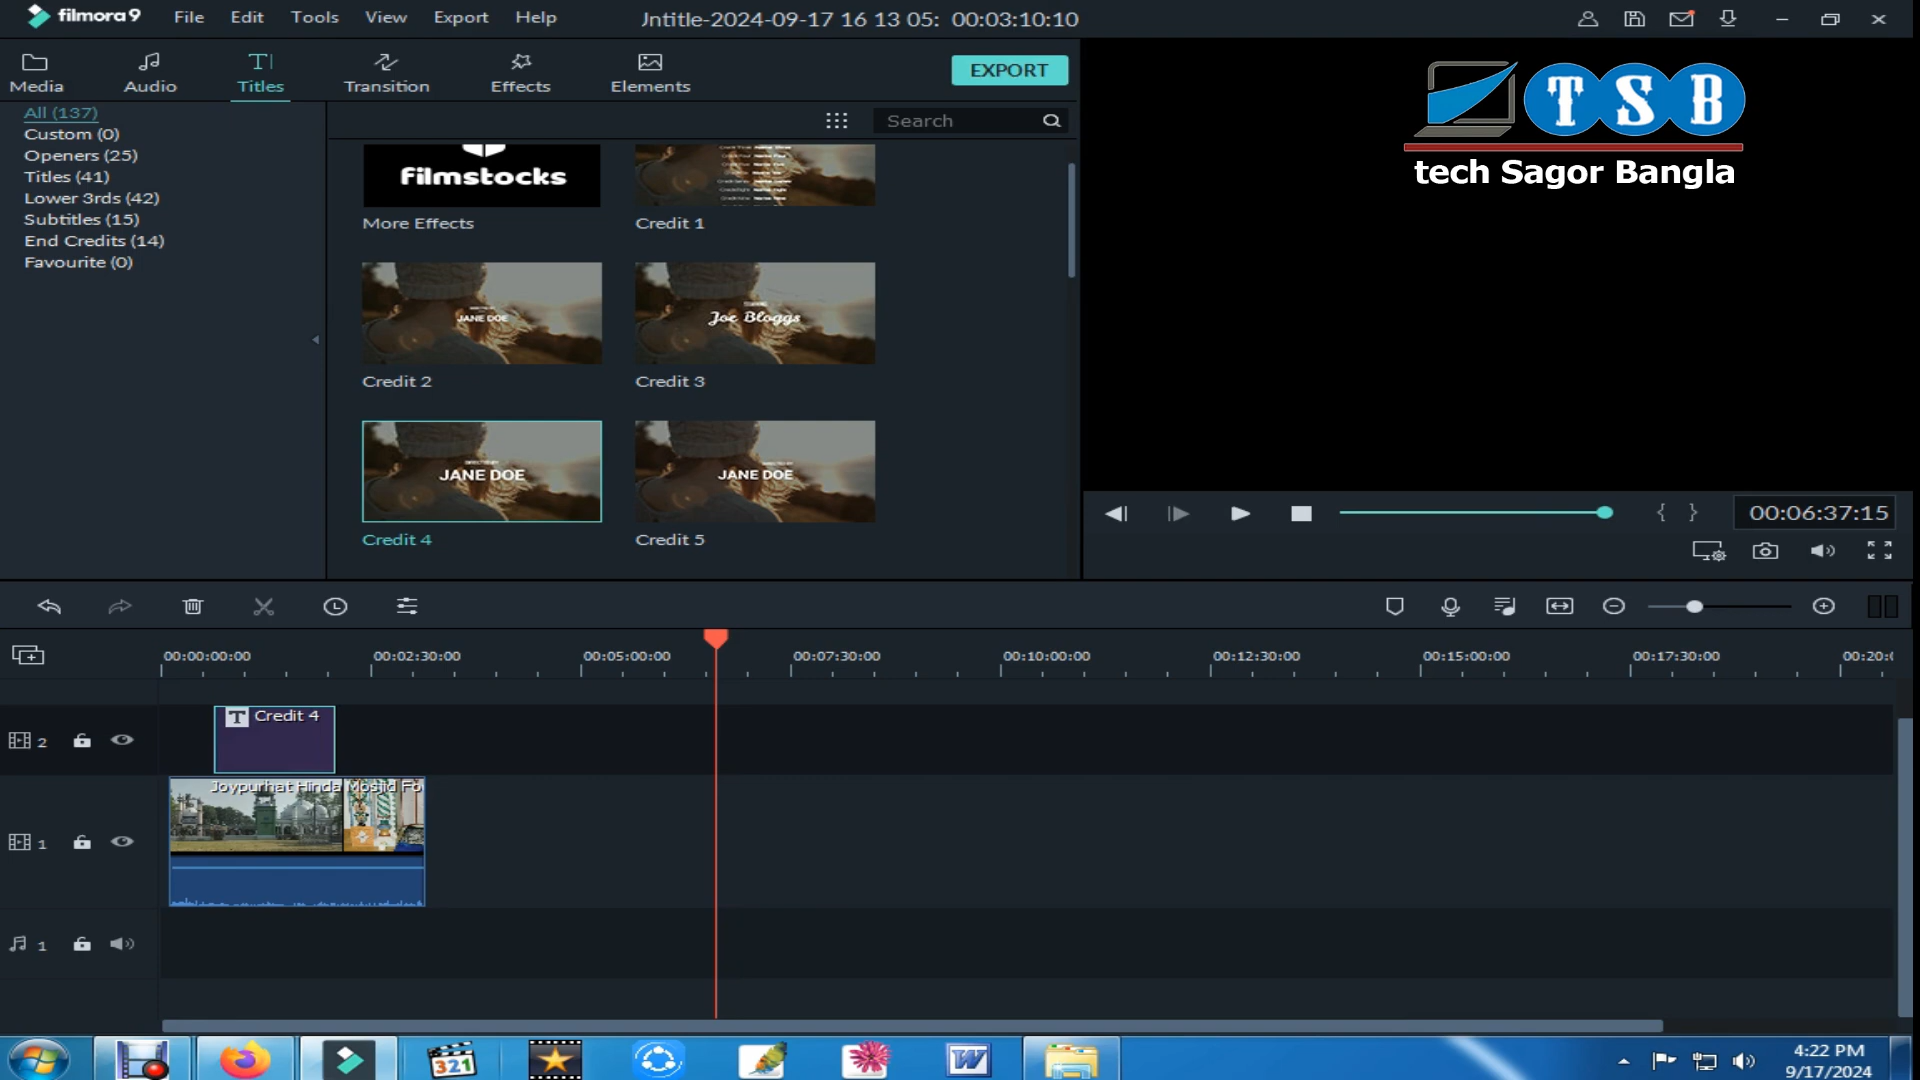 filmora9
File Edit Tools View Export Help
Jntitle-2024-09-17 16 13 05: 00:03:10:10
Media Audio Titles Transition Effects Elements
EXPORT
All (137)
Custom (0)
Openers (25)
Titles (41)
Lower 3rds (42)
Subtitles (15)
End Credits (14)
Favourite (0)
Search
filmstocks
More Effects
Credit 1
JANE DOE
Credit 2
Joe Bloggs
Credit 3
DIRECTED BY
JANE DOE
Credit 4
JANE DOE
Credit 5
TSB
tech Sagor Bangla
{ } 00:06:37:15
00:00:00:00 00:02:30:00 00:05:00:00 00:07:30:00 00:10:00:00 00:12:30:00 00:15:00:00 00:17:30:00 00:20:
2
T Credit 4
Joypurhat Hinda Mosjid Fo
1
1
321
W
4:22 PM
9/17/2024